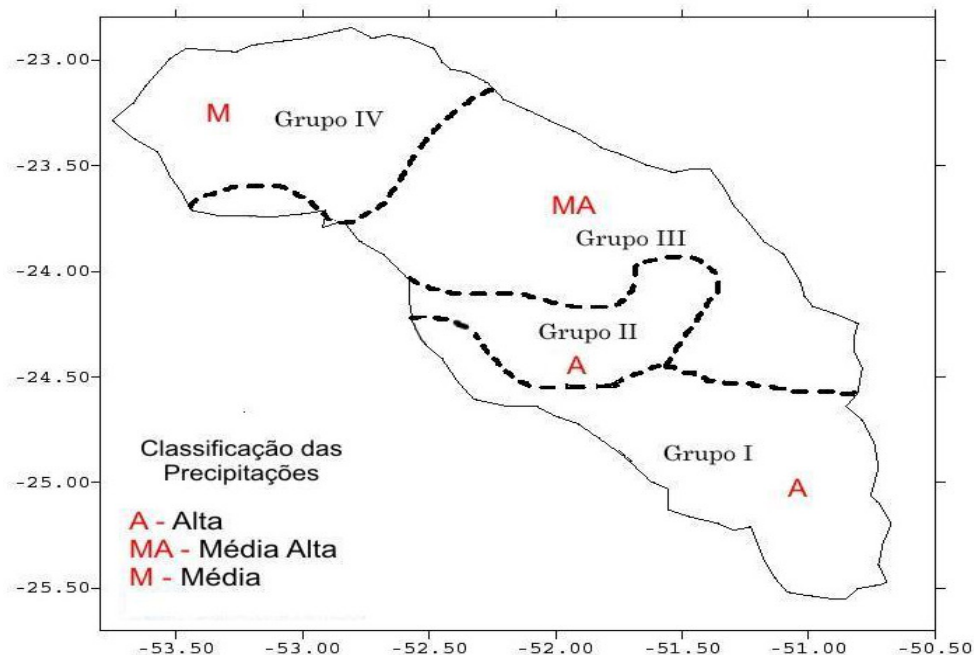 -23.00
-23.50
-24.00
-24.50
-25.00
-25.50
M
Grupo IV
MA
Grupo III
Grupo II
A
Grupo I
A
Classificação das
Precipitações
A - Alta
MA - Média Alta
M - Média
-53.50 -53.00 -52.50 -52.00 -51.50 -51.00 -50.50